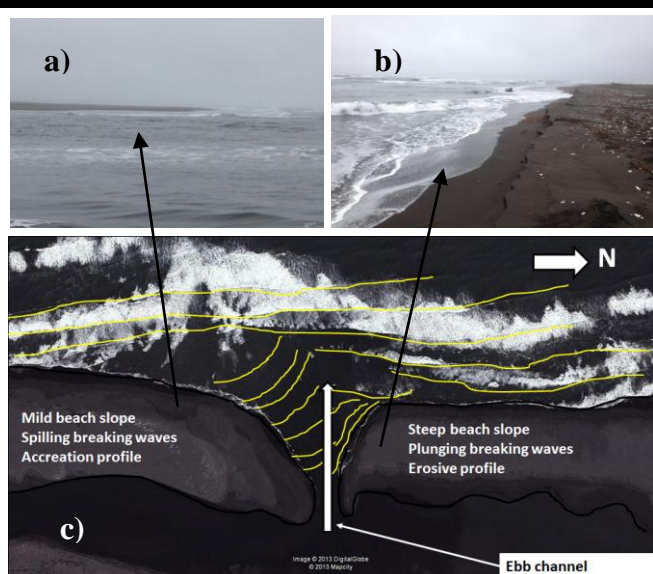 a)
b)
N
Mild beach slope
Spilling breaking waves
Accreation profile
Steep beach slope
Plunging breaking waves
Erosive profile
c)
Image © 2013 DigitalGlobe
© 2013 Mapcity
Ebb channel